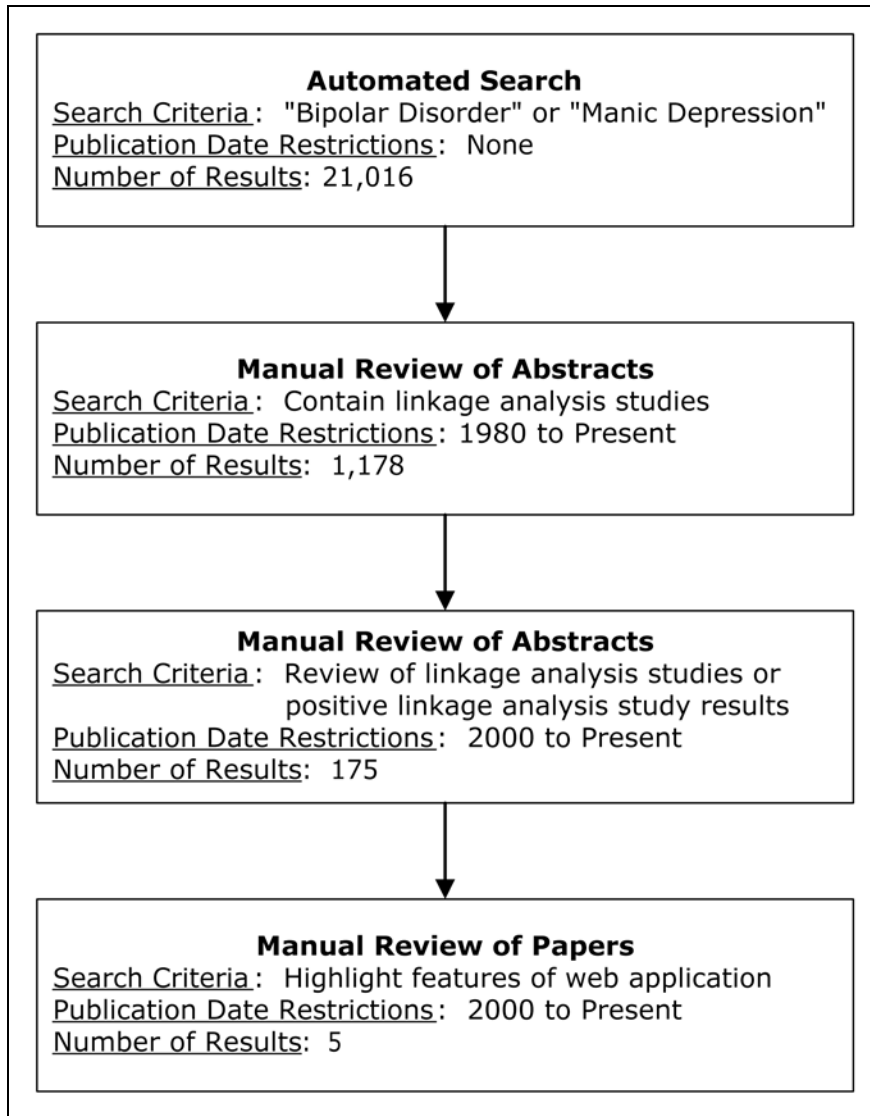 Automated Search
Search Criteria: "Bipolar Disorder" or "Manic Depression"
Publication Date Restrictions: None
Number of Results: 21,016
Manual Review of Abstracts
Search Criteria: Contain linkage analysis studies
Publication Date Restrictions: 1980 to Present
Number of Results: 1,178
Manual Review of Abstracts
Search Criteria: Review of linkage analysis studies or
positive linkage analysis study results
Publication Date Restrictions: 2000 to Present
Number of Results: 175
Manual Review of Papers
Search Criteria: Highlight features of web application
Publication Date Restrictions: 2000 to Present
Number of Results: 5